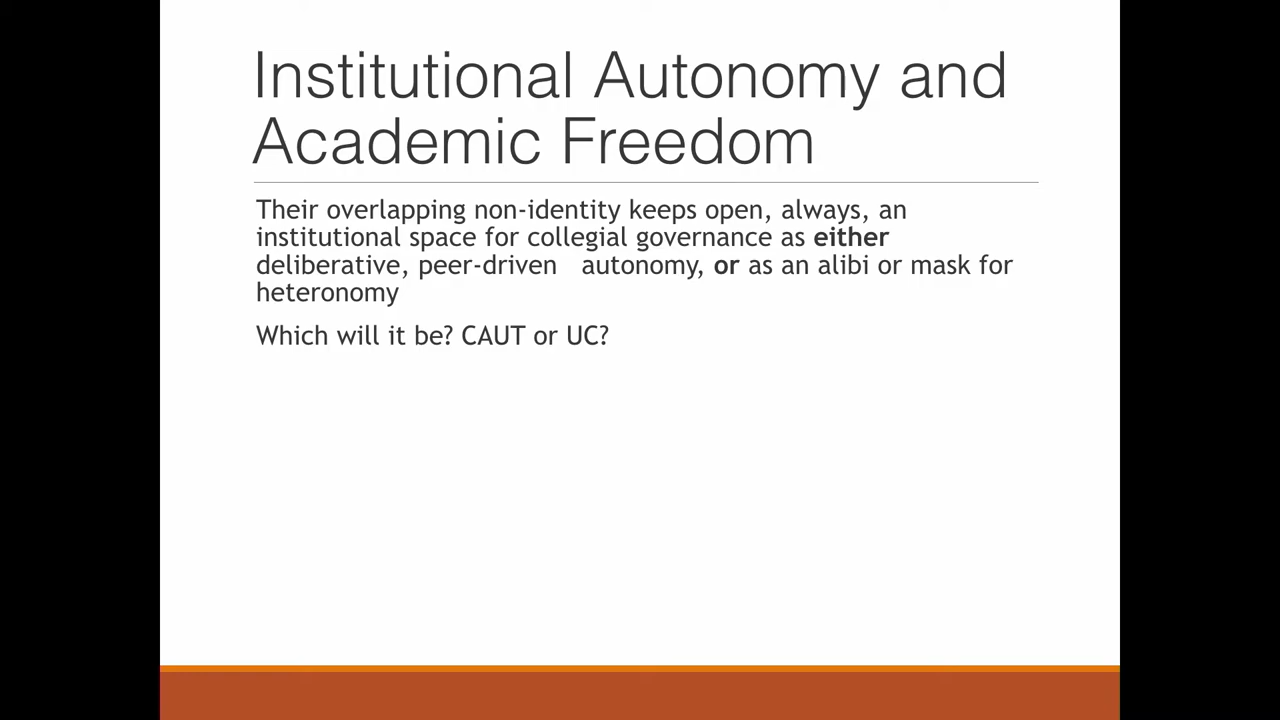 Institutional Autonomy and
Academic Freedom
Their overlapping non-identity keeps open, always, an
institutional space for collegial governance as either
deliberative, peer-driven   autonomy, or as an alibi or mask for
heteronomy
Which will it be? CAUT or UC?